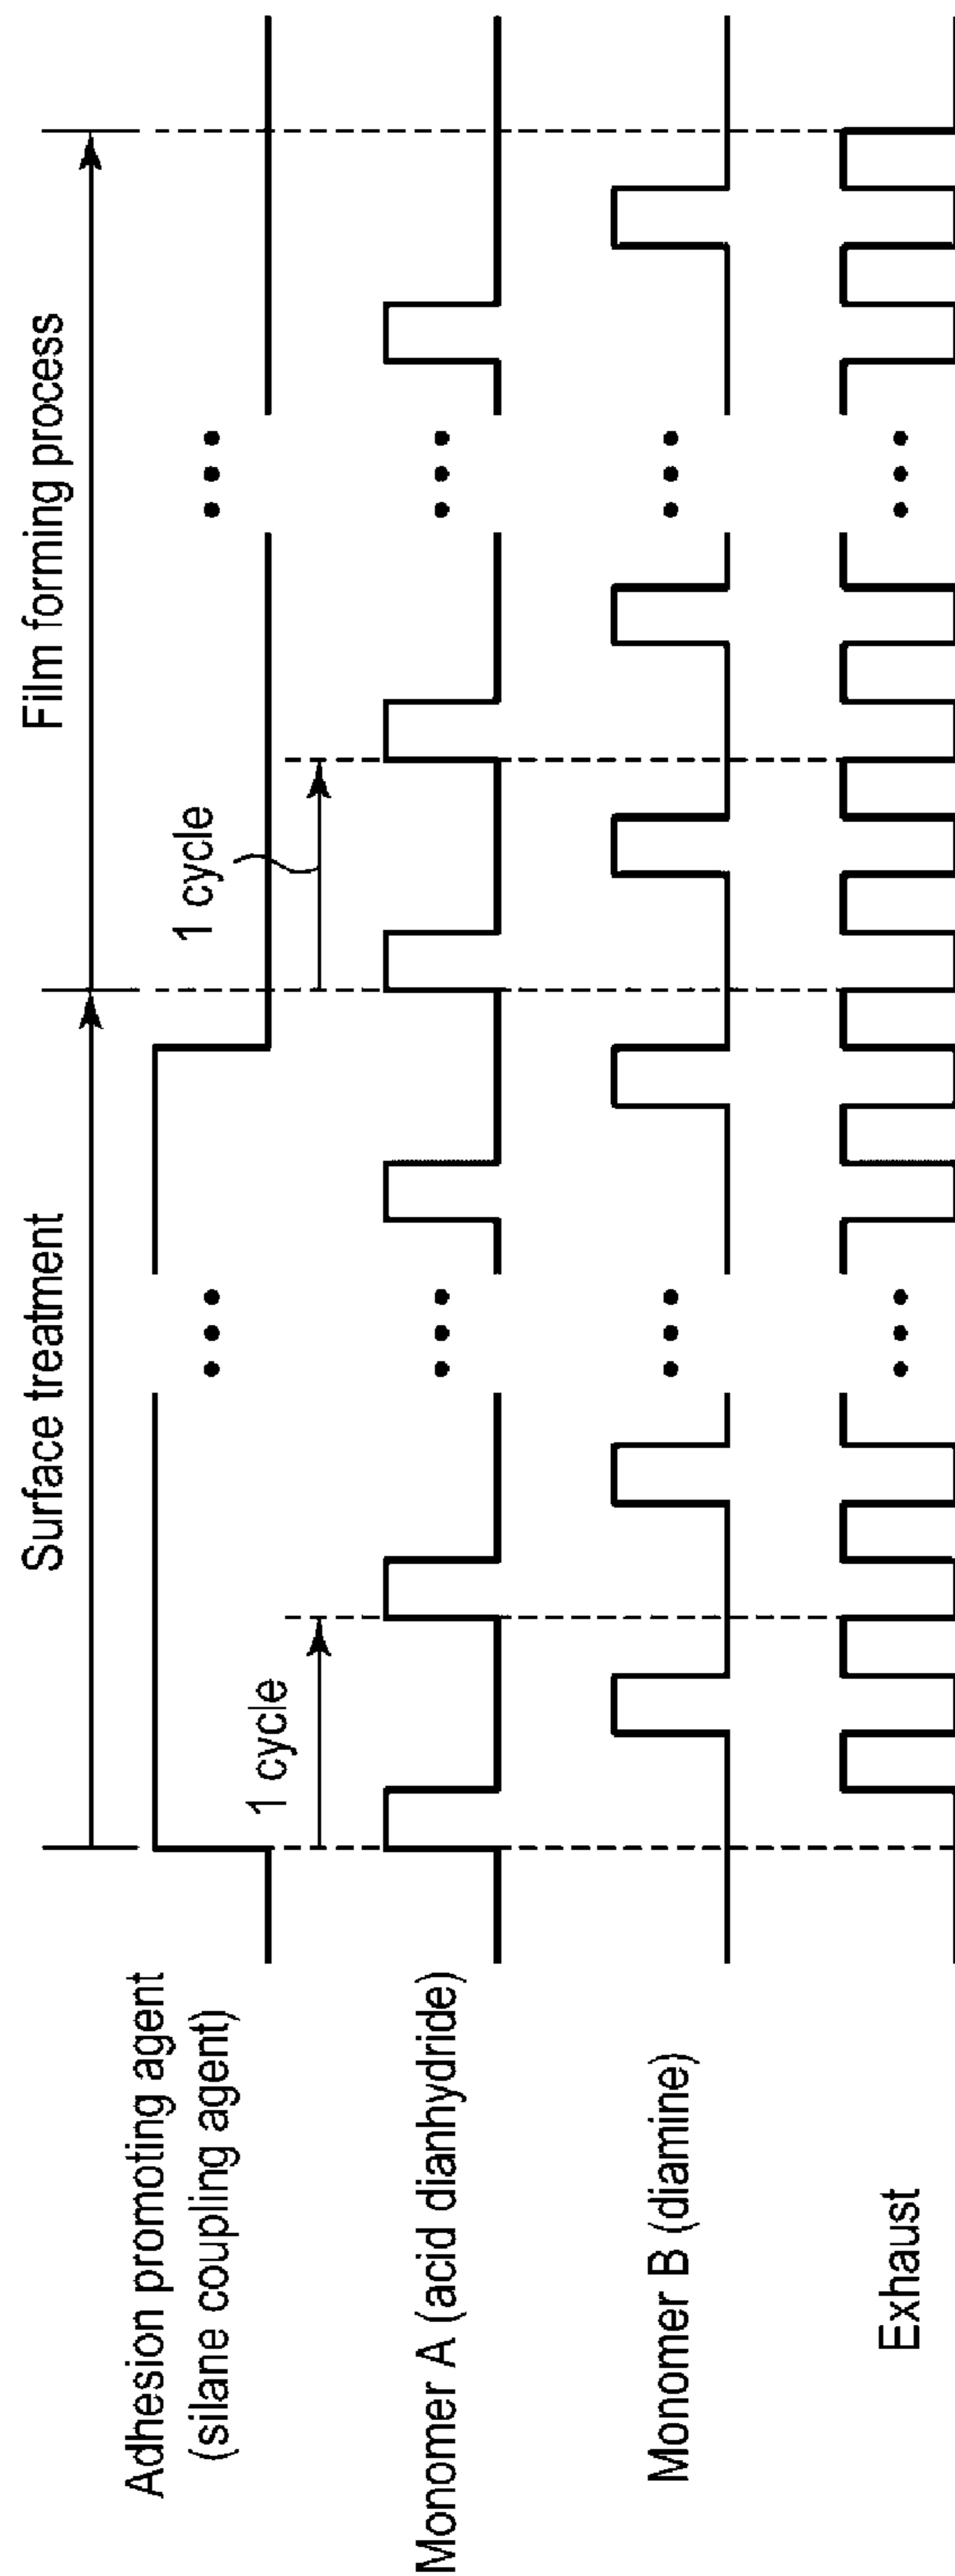 Surface treatment
Film forming process
1 cycle
1 cycle
Adhesion promoting agent
(silane coupling agent)
Monomer A (acid dianhydride)
Monomer B (diamine)
Exhaust